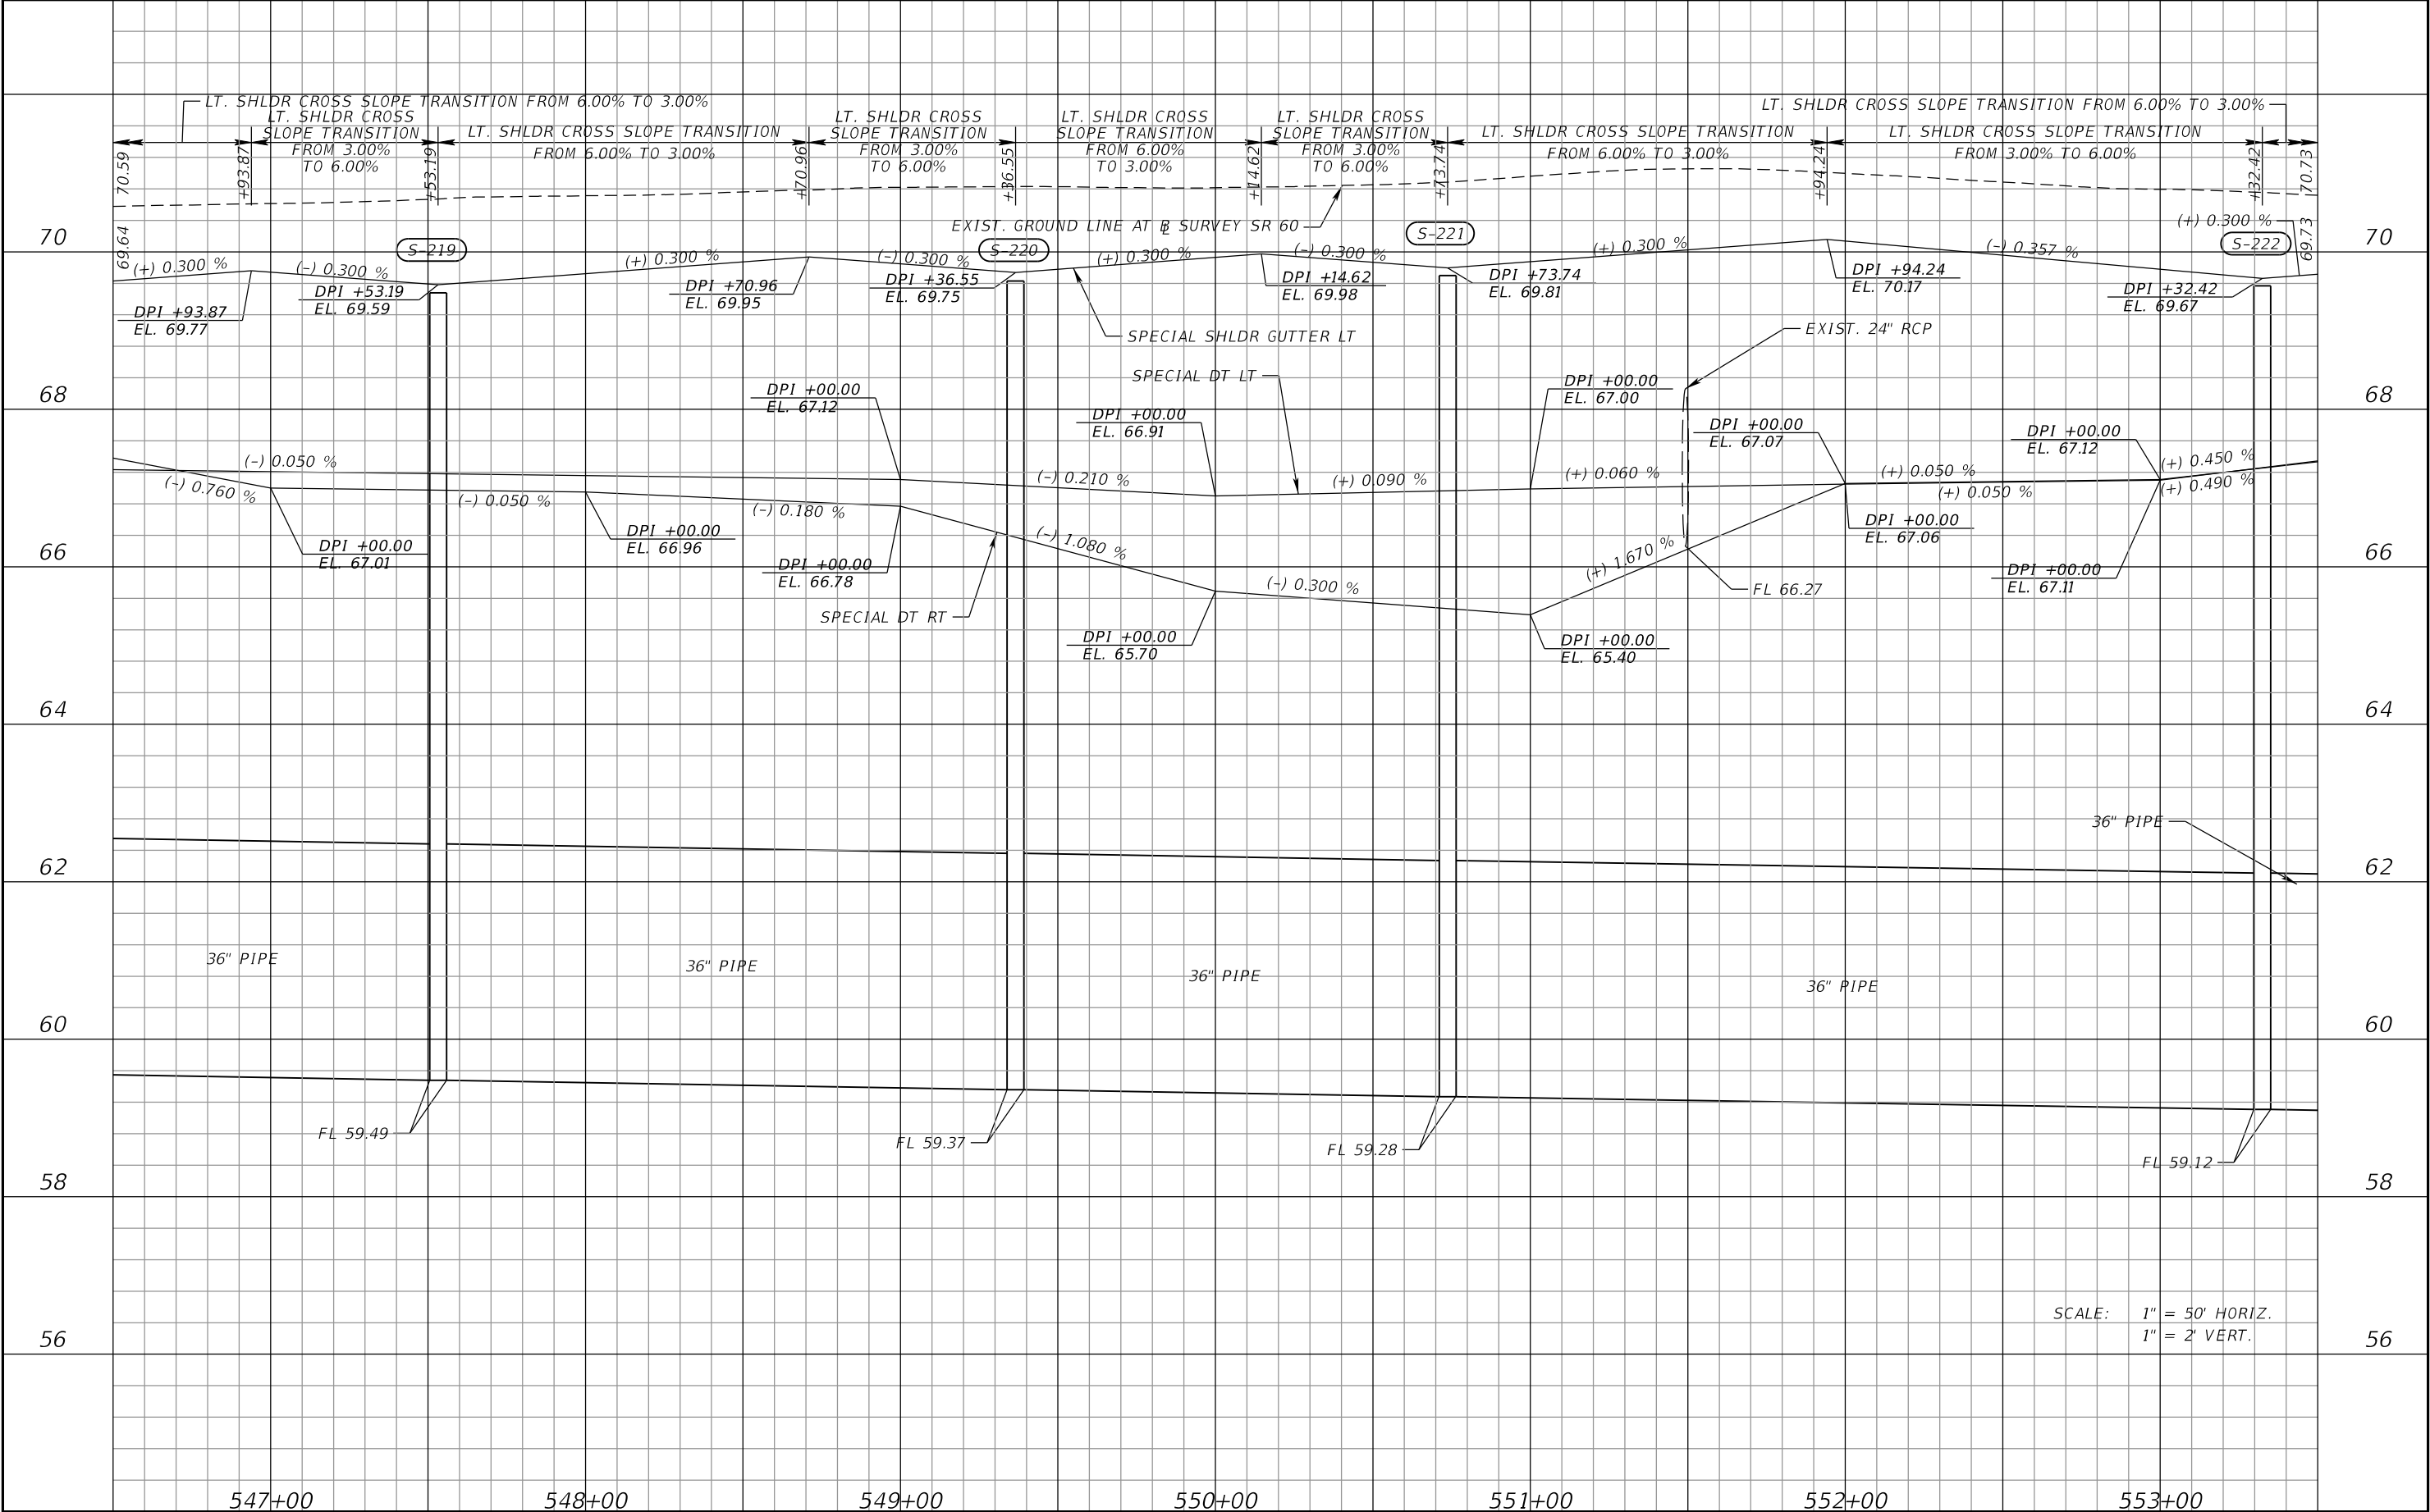 LT. SHLDR CROSS SLOPE TRANSITION FROM 6.00% TO 3.00%
LT. SHLDR CROSS
SLOPE TRANSITION
FROM 3.00%
TO 6.00%
LT. SHLDR CROSS SLOPE TRANSITION
FROM 6.00% TO 3.00%
LT. SHLDR CROSS
SLOPE TRANSITION
FROM 3.00%
TO 6.00%
LT. SHLDR CROSS
SLOPE TRANSITION
FROM 6.00%
TO 3.00%
LT. SHLDR CROSS
SLOPE TRANSITION
FROM 3.00%
TO 6.00%
LT. SHLDR CROSS SLOPE TRANSITION
FROM 6.00% TO 3.00%
LT. SHLDR CROSS SLOPE TRANSITION
FROM 3.00% TO 6.00%
LT. SHLDR CROSS SLOPE TRANSITION FROM 6.00% TO 3.00%
70.59
+93.87
+53.19
+70.96
+36.55
+14.62
+73.74
+94.24
+32.42
70.73
EXIST. GROUND LINE AT ℄ SURVEY SR 60
70
69.64
(+) 0.300 %
(-) 0.300 %
S-219
(+) 0.300 %
(-) 0.300 %
S-220
(+) 0.300 %
(-) 0.300 %
S-221
(+) 0.300 %
(-) 0.357 %
(+) 0.300 %
S-222
69.73
70
DPI +93.87
EL. 69.77
DPI +53.19
EL. 69.59
DPI +70.96
EL. 69.95
DPI +36.55
EL. 69.75
DPI +14.62
EL. 69.98
DPI +73.74
EL. 69.81
DPI +94.24
EL. 70.17
DPI +32.42
EL. 69.67
SPECIAL SHLDR GUTTER LT
EXIST. 24" RCP
SPECIAL DT LT
68
DPI +00.00
EL. 67.12
DPI +00.00
EL. 66.91
DPI +00.00
EL. 67.00
DPI +00.00
EL. 67.07
DPI +00.00
EL. 67.12
68
(-) 0.050 %
(-) 0.210 %
(+) 0.090 %
(+) 0.060 %
(+) 0.050 %
(+) 0.450 %
(-) 0.760 %
(-) 0.050 %
(-) 0.180 %
(-) 1.080 %
(-) 0.300 %
(+) 1.670 %
(+) 0.050 %
(+) 0.490 %
66
DPI +00.00
EL. 67.01
DPI +00.00
EL. 66.96
DPI +00.00
EL. 66.78
SPECIAL DT RT
DPI +00.00
EL. 65.70
DPI +00.00
EL. 65.40
FL 66.27
DPI +00.00
EL. 67.06
DPI +00.00
EL. 67.11
66
64
64
36" PIPE
62
62
36" PIPE
36" PIPE
36" PIPE
36" PIPE
60
60
FL 59.49
FL 59.37
FL 59.28
FL 59.12
58
58
SCALE: 1" = 50' HORIZ.
1" = 2' VERT.
56
56
547+00
548+00
549+00
550+00
551+00
552+00
553+00